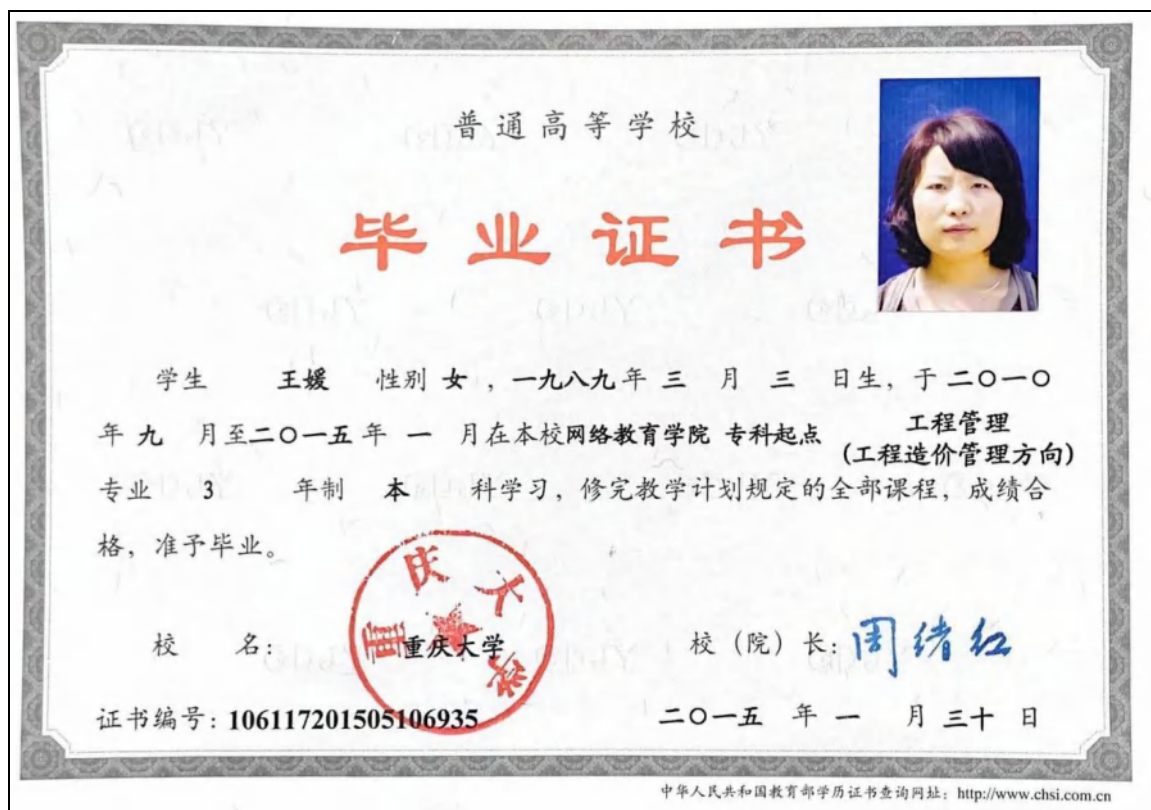 普通高等学校
毕业证书
学生 王媛 性别 女，一九八九年 三 月 三 日生，于二〇一〇
年 九 月至二〇一五年 一 月在本校网络教育学院 专科起点 工程管理
(工程造价管理方向)
专业 3 年制 本 科学习，修完教学计划规定的全部课程，成绩合
格，准予毕业。
校 名：重庆大学 校（院）长：周绪红
重庆大学
证书编号：106117201505106935 二〇一五 年 一 月 三十 日
中华人民共和国教育部学历证书查询网址：http://www.chsi.com.cn